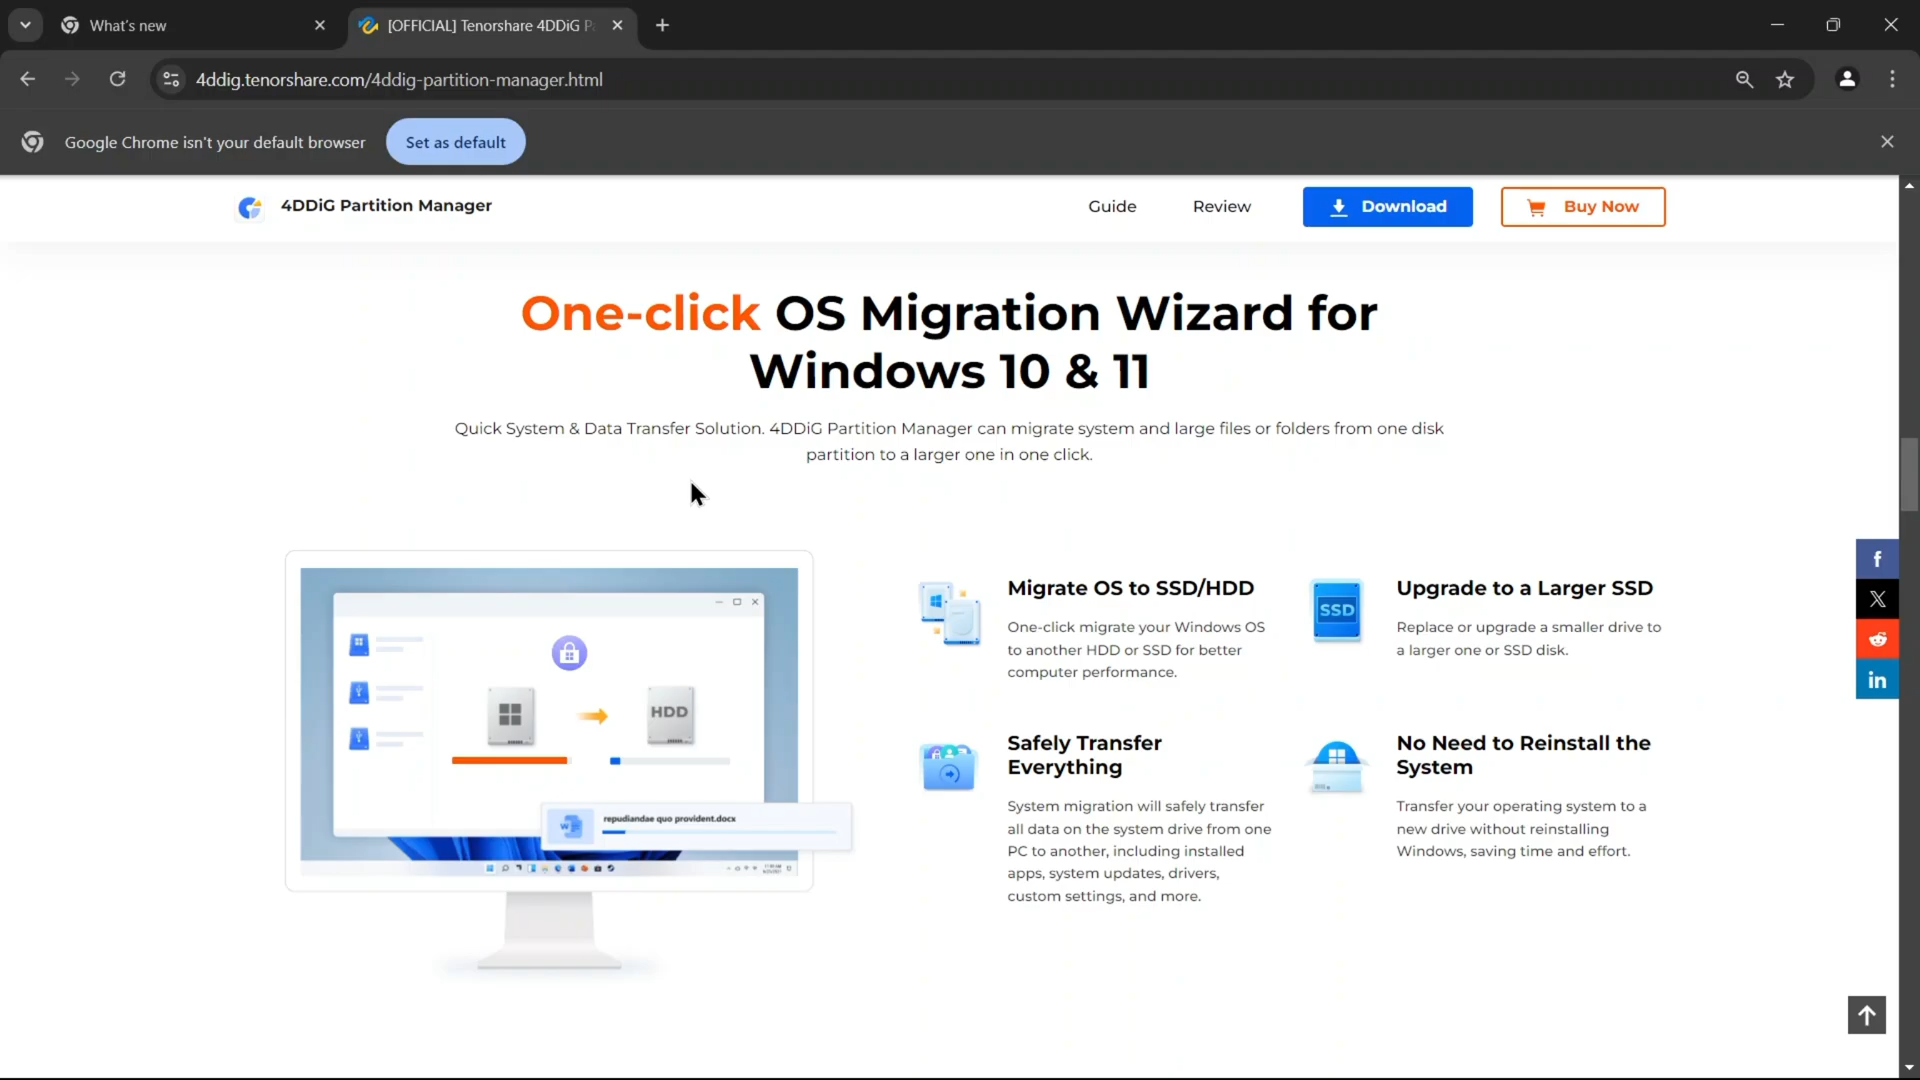 What's new
[OFFICIAL] Tenorshare 4DDiG P
4ddig.tenorshare.com/4ddig-partition-manager.html
Google Chrome isn't your default browser
Set as default
4DDiG Partition Manager
Guide
Review
Download
Buy Now
One-click OS Migration Wizard for
Windows 10 & 11
Quick System & Data Transfer Solution. 4DDiG Partition Manager can migrate system and large files or folders from one disk
partition to a larger one in one click.
HDD
repudiandae quo provident.docx
Migrate OS to SSD/HDD
One-click migrate your Windows OS
to another HDD or SSD for better
computer performance.
SSD
Upgrade to a Larger SSD
Replace or upgrade a smaller drive to
a larger one or SSD disk.
Safely Transfer
Everything
System migration will safely transfer
all data on the system drive from one
PC to another, including installed
apps, system updates, drivers,
custom settings, and more.
No Need to Reinstall the
System
Transfer your operating system to a
new drive without reinstalling
Windows, saving time and effort.